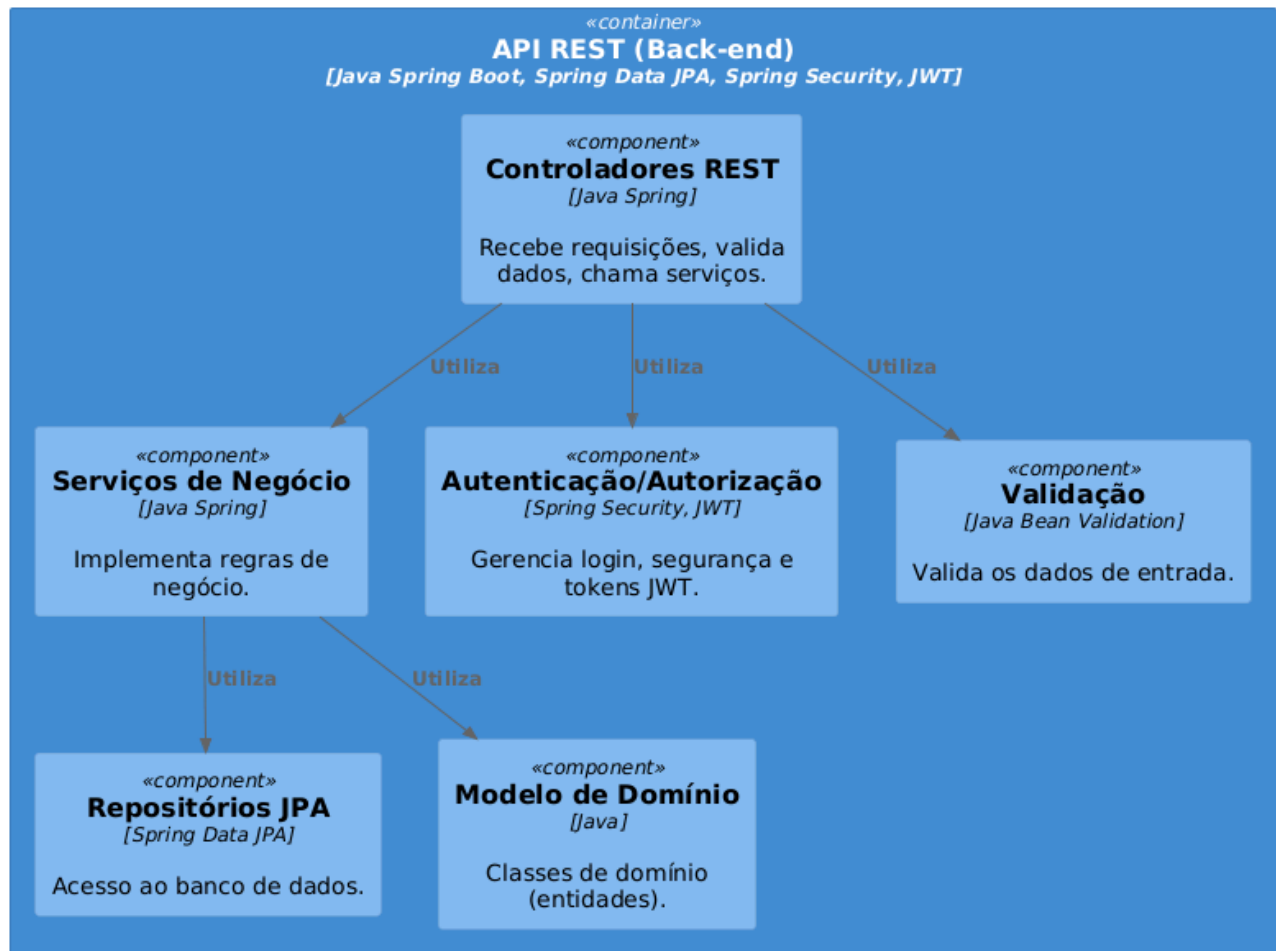 «container»
API REST (Back-end)
[Java Spring Boot, Spring Data JPA, Spring Security, JWT]
«component»
Controladores REST
[Java Spring]
Recebe requisições, valida
dados, chama serviços.
Utiliza
Utiliza
Utiliza
«component»
Serviços de Negócio
[Java Spring]
Implementa regras de
negócio.
«component»
Autenticação/Autorização
[Spring Security, JWT]
Gerencia login, segurança e
tokens JWT.
«component»
Validação
[Java Bean Validation]
Valida os dados de entrada.
Utiliza
Utiliza
«component»
Repositórios JPA
[Spring Data JPA]
Acesso ao banco de dados.
«component»
Modelo de Domínio
[Java]
Classes de domínio
(entidades).